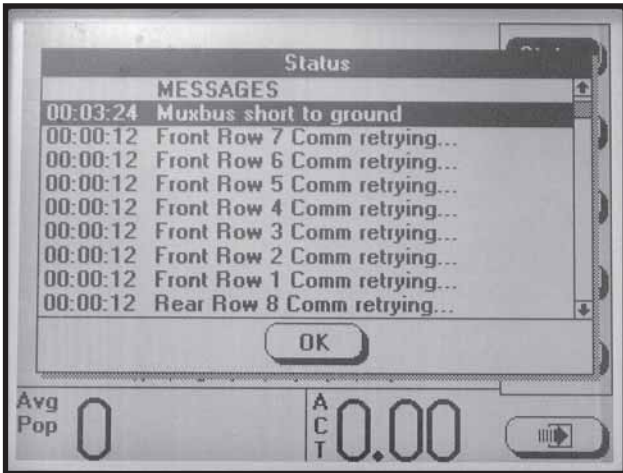 Status
MESSAGES
00:03:24 Muxbus short to ground
00:00:12 Front Row 7 Comm retrying...
00:00:12 Front Row 6 Comm retrying...
00:00:12 Front Row 5 Comm retrying...
00:00:12 Front Row 4 Comm retrying...
00:00:12 Front Row 3 Comm retrying...
00:00:12 Front Row 2 Comm retrying...
00:00:12 Front Row 1 Comm retrying...
00:00:12 Rear Row 8 Comm retrying...
OK
Avg Pop 0
ACT 0.00